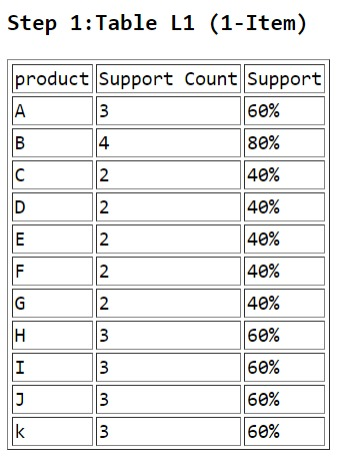 Step 1:Table L1 (1-Item)
product Support Count Support
A 3 60%
B 4 80%
C 2 40%
D 2 40%
E 2 40%
F 2 40%
G 2 40%
H 3 60%
I 3 60%
J 3 60%
k 3 60%